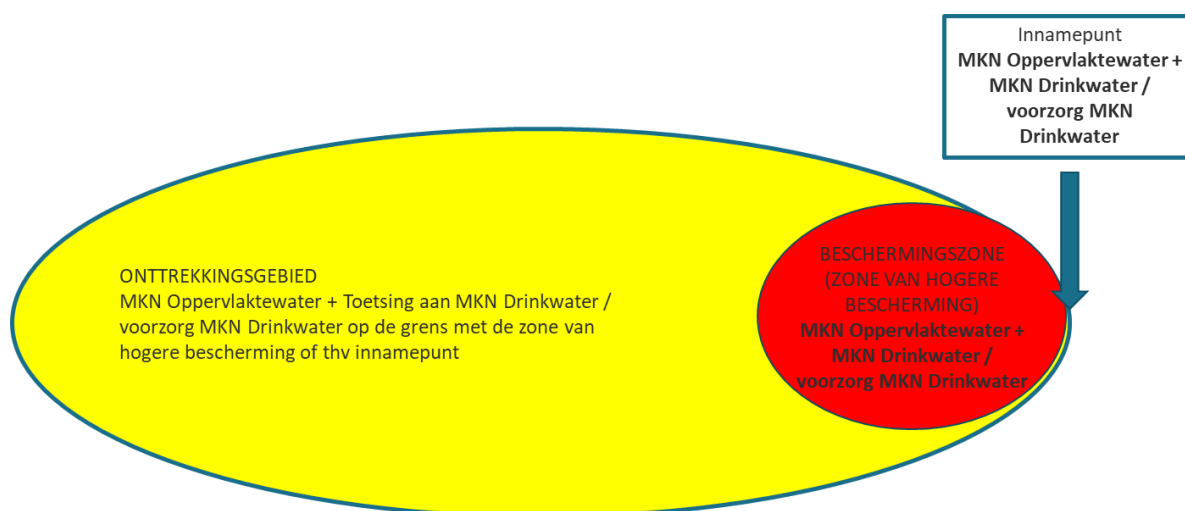 Innamepunt
MKN Oppervlaktewater +
MKN Drinkwater /
voorzorg MKN
Drinkwater
ONTTREKKINGSGEBIED
MKN Oppervlaktewater + Toetsing aan MKN Drinkwater /
voorzorg MKN Drinkwater op de grens met de zone van
hogere bescherming of thv innamepunt
BESCHERMINGSZONE
(ZONE VAN HOGERE
BESCHERMING)
MKN Oppervlaktewater +
MKN Drinkwater /
voorzorg MKN Drinkwater